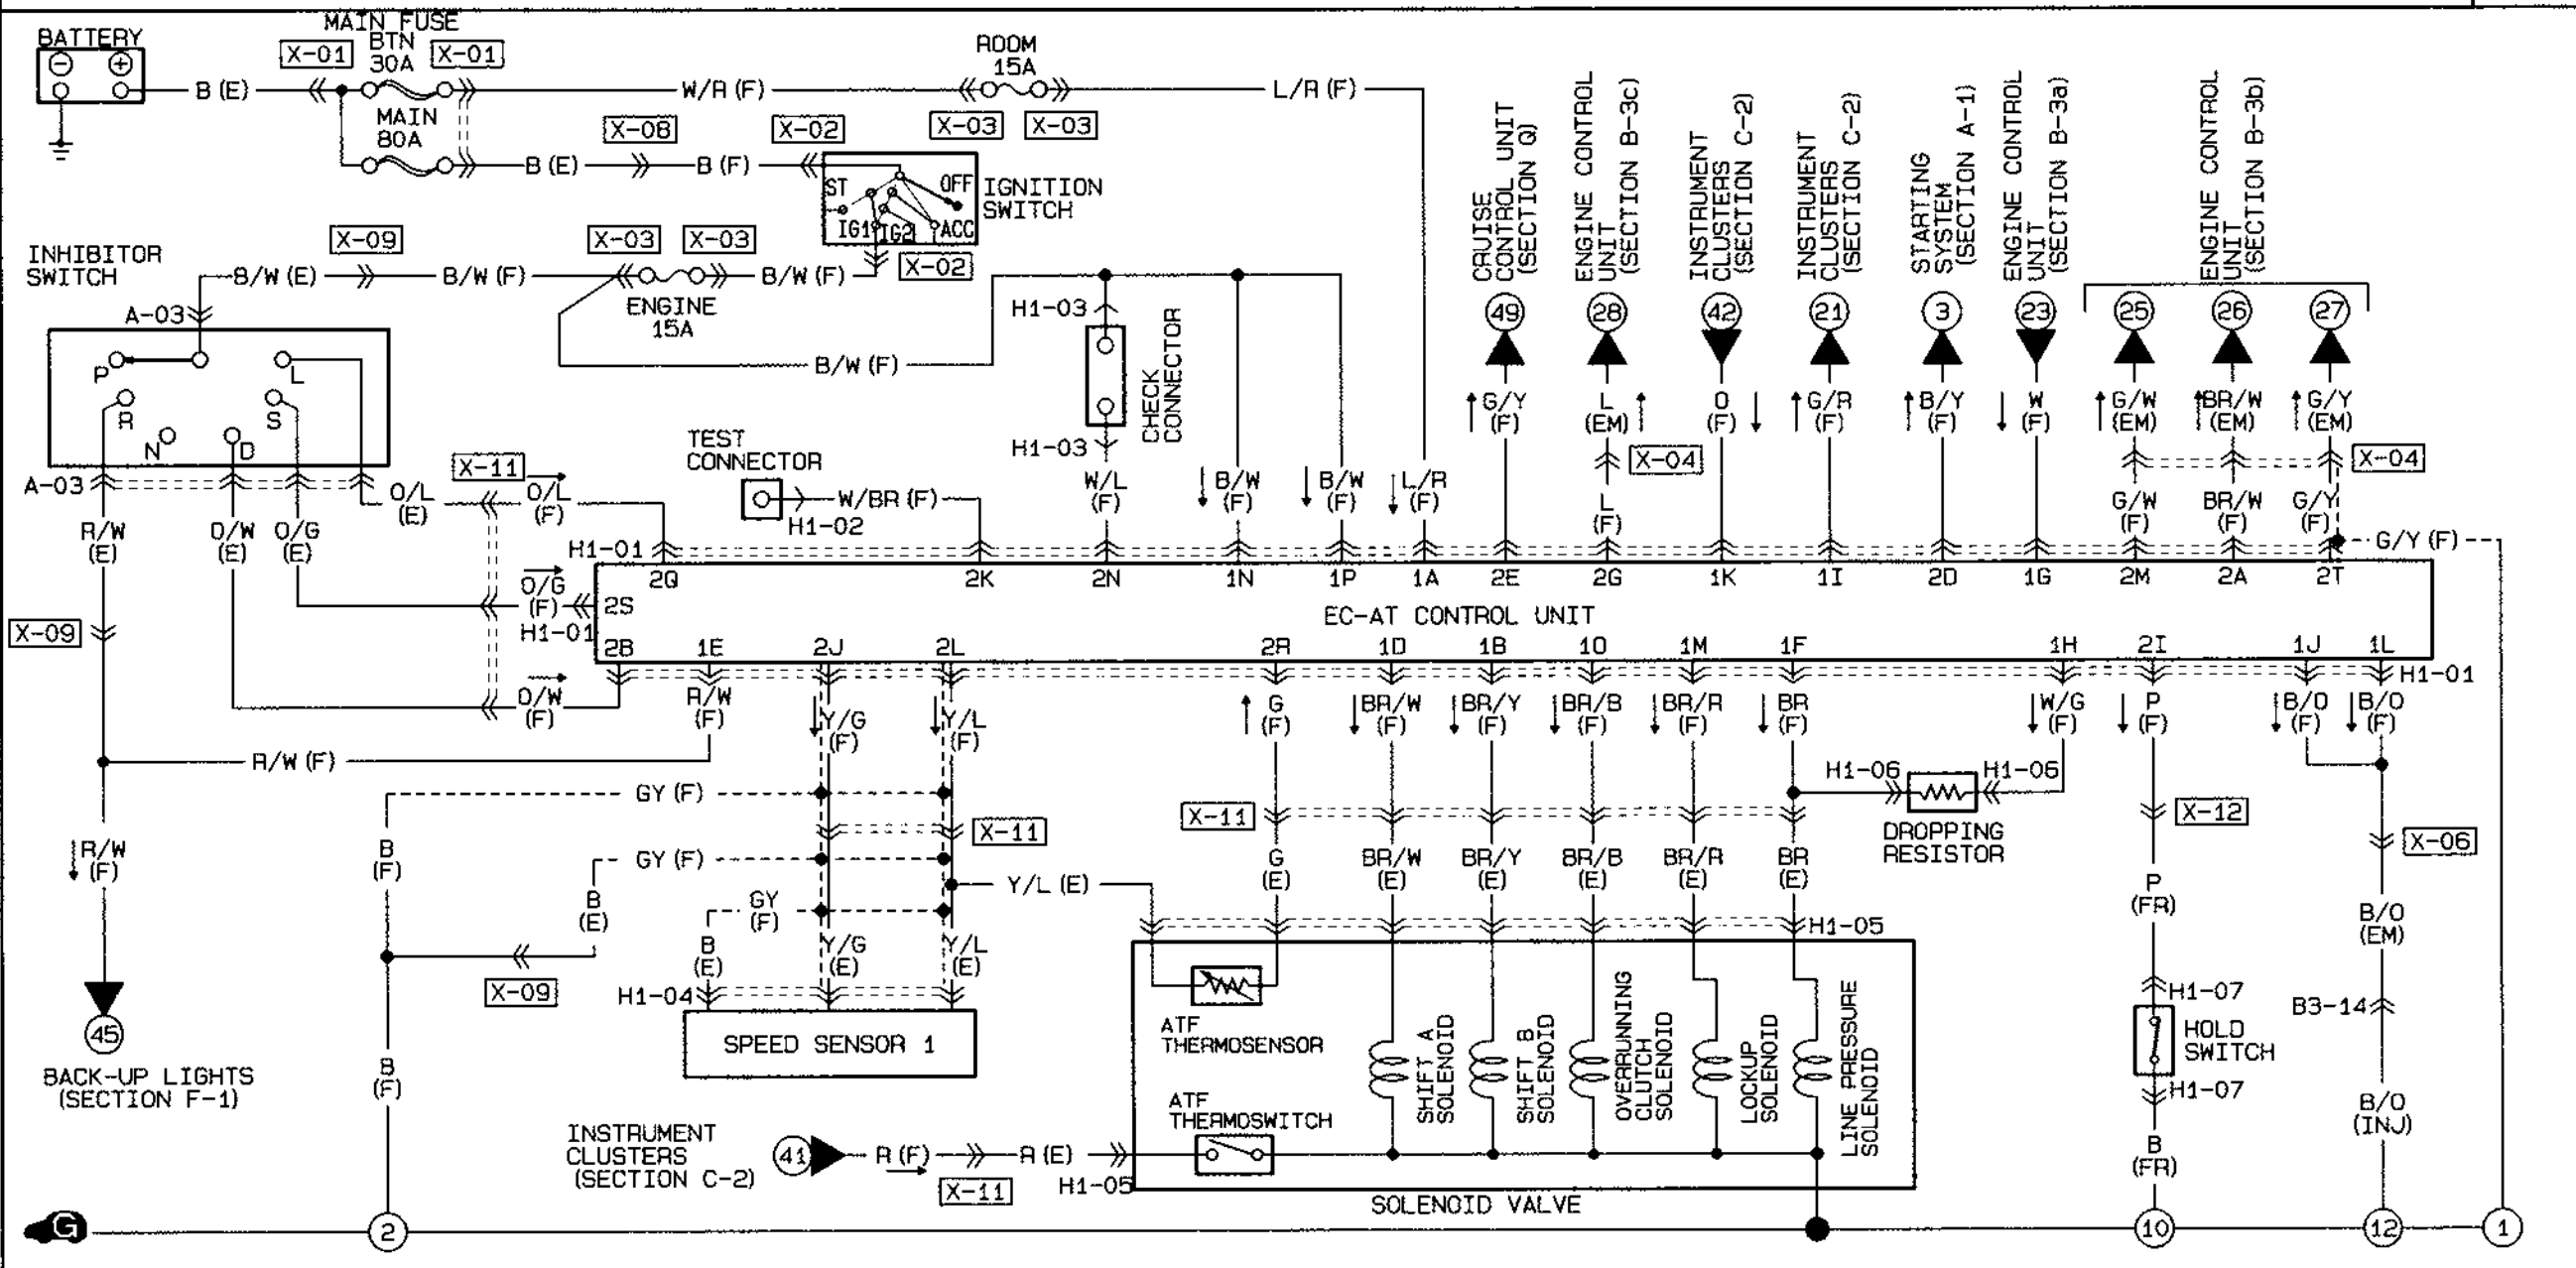 MAIN FUSE
BATTERY
BTN
30A
X-01
X-01
ROOM
15A
B (E)
W/R (F)
L/R (F)
MAIN
80A
X-08
X-02
X-03
X-03
B (E)
B (F)
ST
OFF
IG1
IG2
ACC
IGNITION
SWITCH
X-02
CRUISE
CONTROL UNIT
(SECTION Q)
ENGINE CONTROL
UNIT
(SECTION B-3c)
INSTRUMENT
CLUSTERS
(SECTION C-2)
INSTRUMENT
CLUSTERS
(SECTION C-2)
STARTING
SYSTEM
(SECTION A-1)
ENGINE CONTROL
UNIT
(SECTION B-3a)
ENGINE CONTROL
UNIT
(SECTION B-3b)
INHIBITOR
SWITCH
X-09
X-03
X-03
B/W (E)
B/W (F)
B/W (F)
ENGINE
15A
A-03
B/W (F)
H1-03
CHECK
CONNECTOR
H1-03
49
28
42
21
3
23
25
26
27
P
L
R
S
N
D
G/Y
(F)
L
(EM)
O
(F)
G/R
(F)
B/Y
(F)
W
(F)
G/W
(EM)
BR/W
(EM)
G/Y
(EM)
X-04
X-04
A-03
X-11
O/L
(E)
O/L
(F)
TEST
CONNECTOR
W/BR (F)
H1-02
W/L
(F)
B/W
(F)
B/W
(F)
L/R
(F)
L
(F)
G/W
(F)
BR/W
(F)
G/Y
(F)
G/Y (F)
R/W
(E)
O/W
(E)
O/G
(E)
H1-01
2Q
2K
2N
1N
1P
1A
2E
2G
1K
1I
2D
1G
2M
2A
2T
O/G
(F)
2S
H1-01
EC-AT CONTROL UNIT
X-09
2B
1E
2J
2L
2R
1D
1B
1O
1M
1F
1H
2I
1J
1L
H1-01
O/W
(F)
R/W
(F)
Y/G
(F)
Y/L
(F)
G
(F)
BR/W
(F)
BR/Y
(F)
BR/B
(F)
BR/R
(F)
BR
(F)
W/G
(F)
P
(F)
B/O
(F)
B/O
(F)
R/W (F)
GY (F)
X-11
H1-06
H1-06
DROPPING
RESISTOR
X-11
X-12
X-06
R/W
(F)
B
(F)
GY (F)
B
(E)
GY
(F)
Y/L (E)
G
(E)
BR/W
(E)
BR/Y
(E)
BR/B
(E)
BR/R
(E)
BR
(E)
P
(FR)
B/O
(EM)
H1-05
X-09
B
(E)
Y/G
(E)
Y/L
(E)
H1-04
SPEED SENSOR 1
45
BACK-UP LIGHTS
(SECTION F-1)
B
(F)
ATF
THERMOSENSOR
SHIFT A
SOLENOID
SHIFT B
SOLENOID
OVERRUNNING
CLUTCH
SOLENOID
LOCKUP
SOLENOID
LINE PRESSURE
SOLENOID
H1-07
HOLD
SWITCH
H1-07
B3-14
ATF
THERMOSWITCH
INSTRUMENT
CLUSTERS
(SECTION C-2)
41
R (F)
R (E)
X-11
H1-05
B
(FR)
B/O
(INJ)
SOLENOID VALVE
G
2
10
12
1